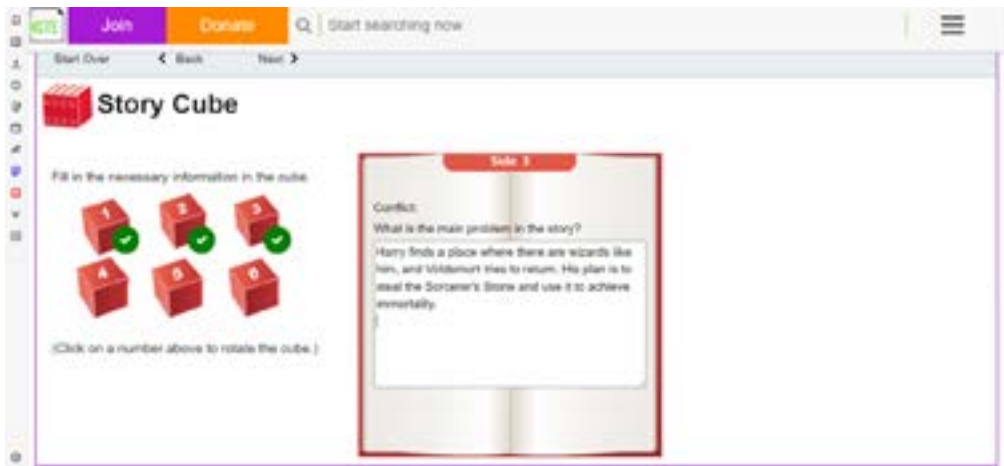 NCTE Join Donate Start searching now
Start Over Back Next
Story Cube
Side 3
Fill in the necessary information in the cube.
1 2 3
4 5 6
(Click on a number above to rotate the cube.)
Conflict:
What is the main problem in the story?
Harry finds a place where there are wizards like
him, and Voldemort tries to return. His plan is to
steal the Sorcerer's Stone and use it to achieve
immortality.